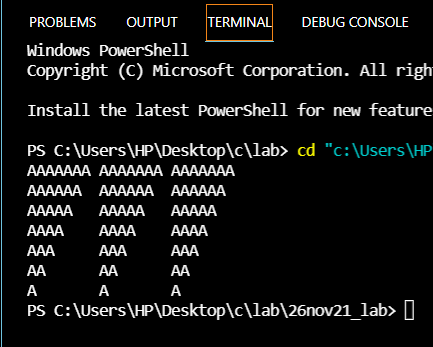 PROBLEMS OUTPUT TERMINAL DEBUG CONSOLE
Windows PowerShell
Copyright (C) Microsoft Corporation. All righ
Install the latest PowerShell for new feature
PS C:\Users\HP\Desktop\c\lab> cd "c:\Users\HP
AAAAAAA AAAAAAA AAAAAAA
AAAAAA  AAAAAA  AAAAAA
AAAAA   AAAAA   AAAAA
AAAA    AAAA    AAAA
AAA     AAA     AAA
AA      AA      AA
A       A       A
PS C:\Users\HP\Desktop\c\lab\26nov21_lab>